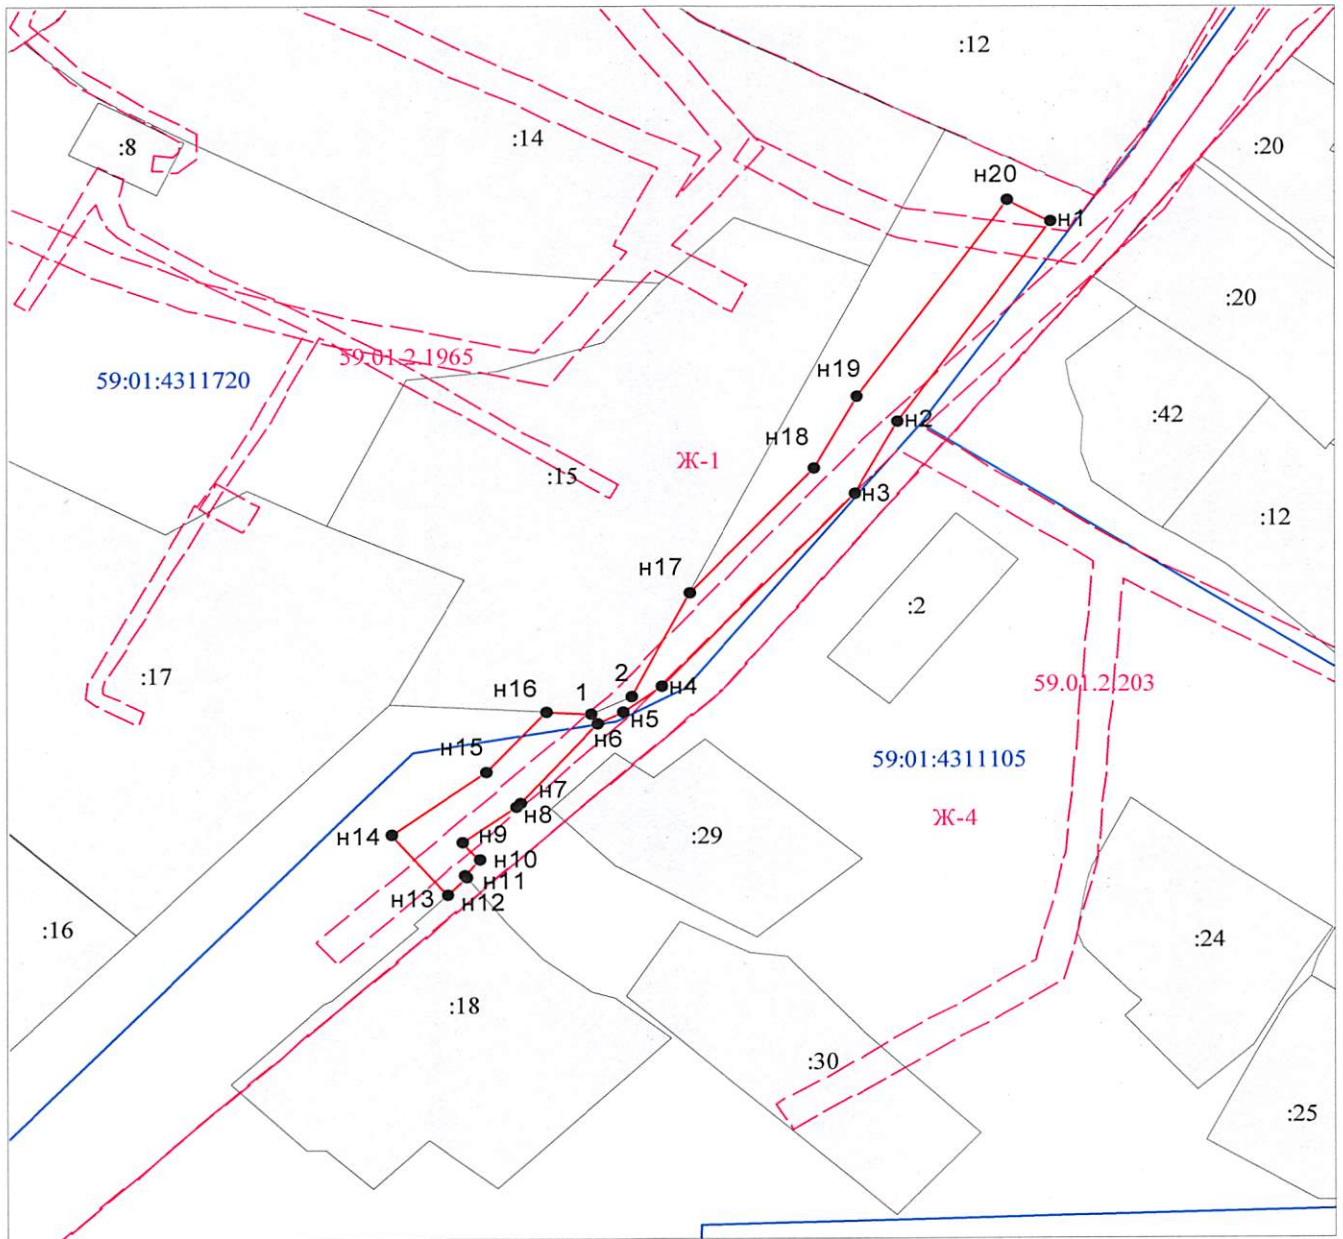 :12
:8
:14
:20
н20
н1
:20
59.01.2.1965
59:01:4311720
н19
н2
:42
н18
Ж-1
:15
н3
:12
н17
:2
:17
2
н4
59.01.2.203
н16
1
н5
н6
н15
59:01:4311105
н7
н8
Ж-4
н14
н9
:29
н10
н11
н13
н12
:16
:24
:18
:30
:25